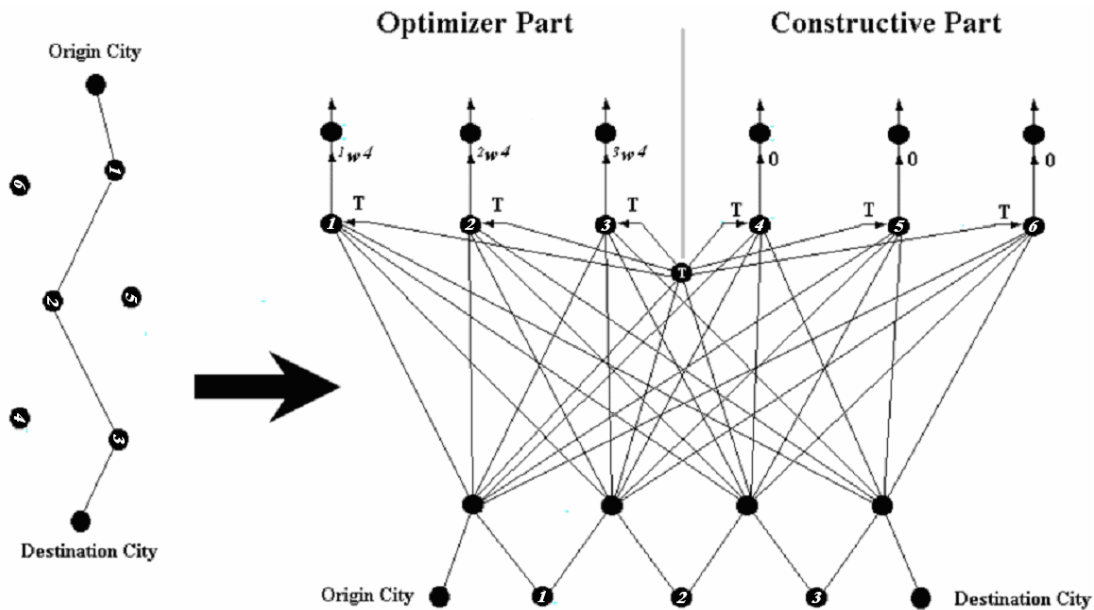 Optimizer Part
Constructive Part
Origin City
1
6
2
5
4
3
Destination City
1w4
2w4
3w4
0
0
0
T
T
T
T
T
T
1
2
3
4
5
6
T
Origin City
1
2
3
Destination City